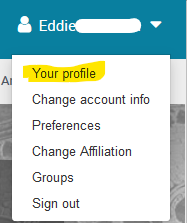 Eddie
Your profile
Change account info
Preferences
Change Affiliation
Groups
Sign out